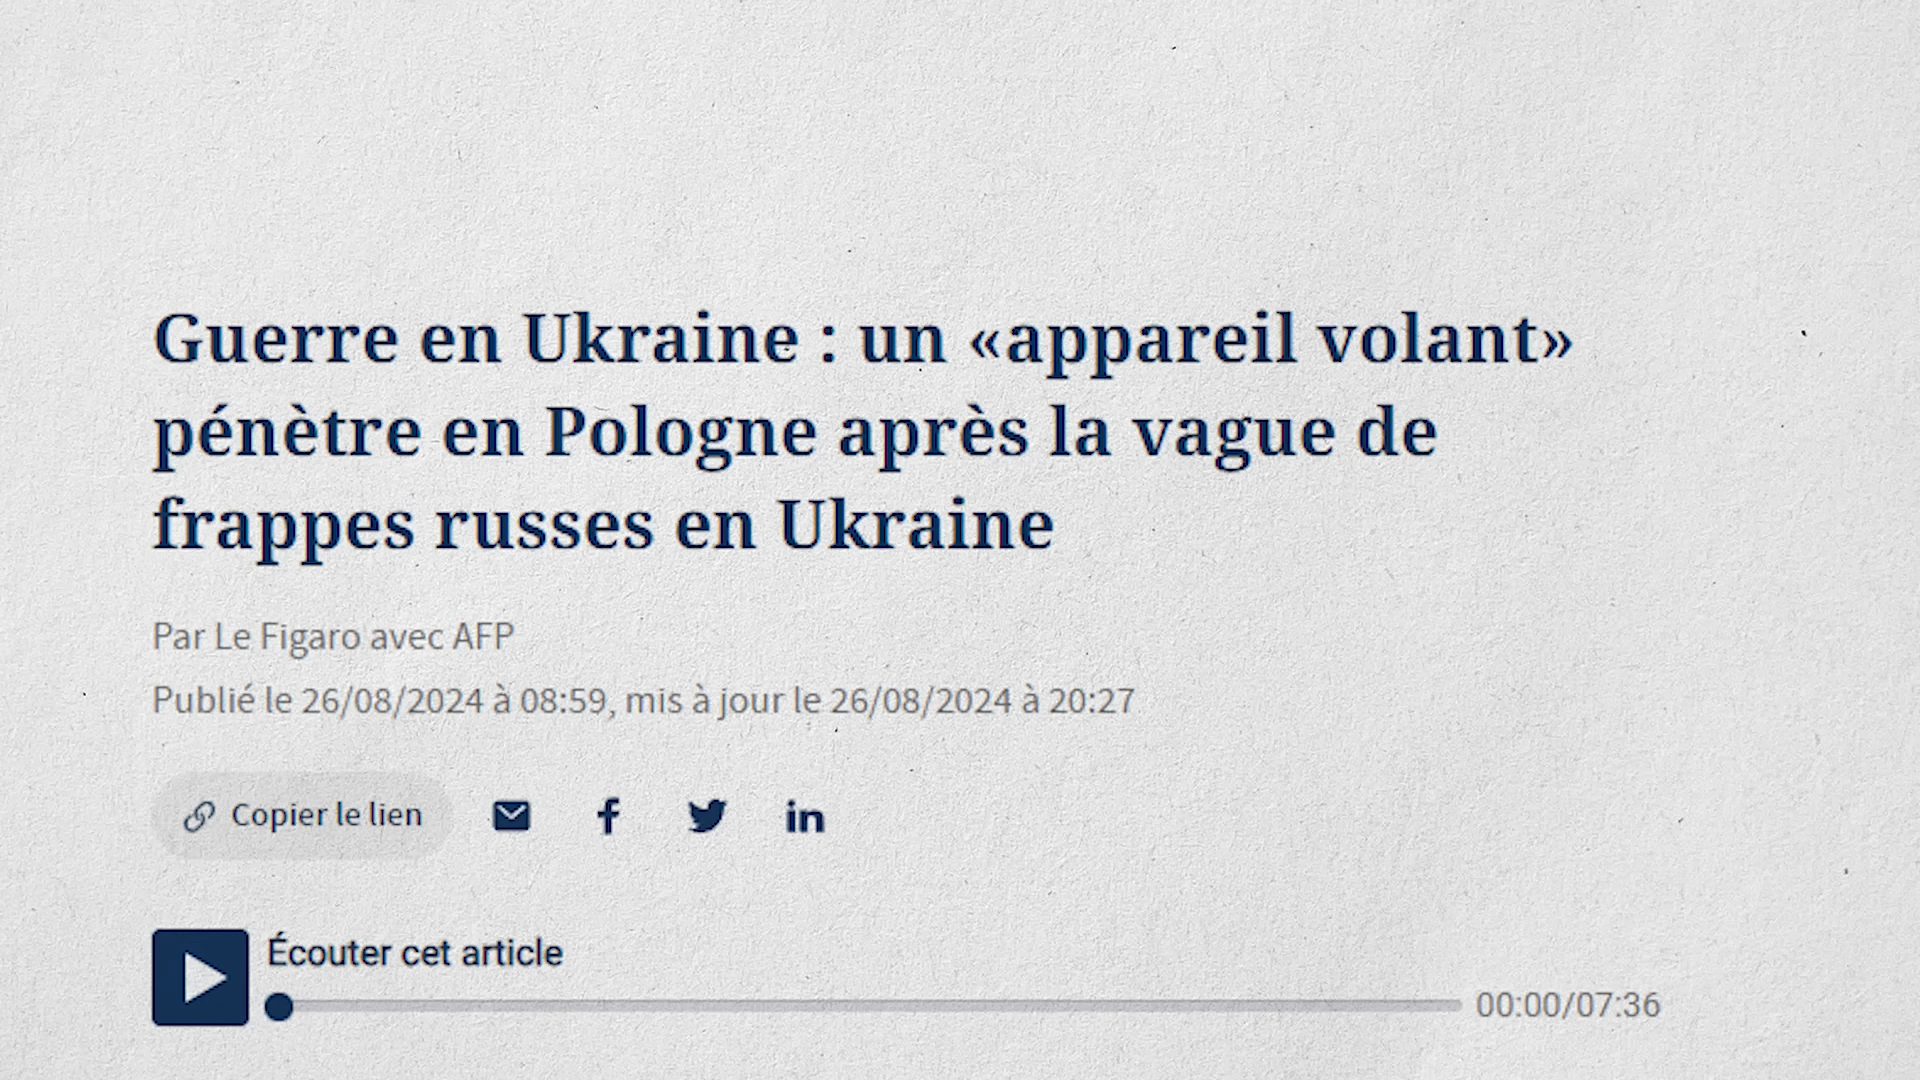 Guerre en Ukraine : un «appareil volant»
pénètre en Pologne après la vague de
frappes russes en Ukraine
Par Le Figaro avec AFP
Publié le 26/08/2024 à 08:59, mis à jour le 26/08/2024 à 20:27
Copier le lien
Écouter cet article
00:00/07:36